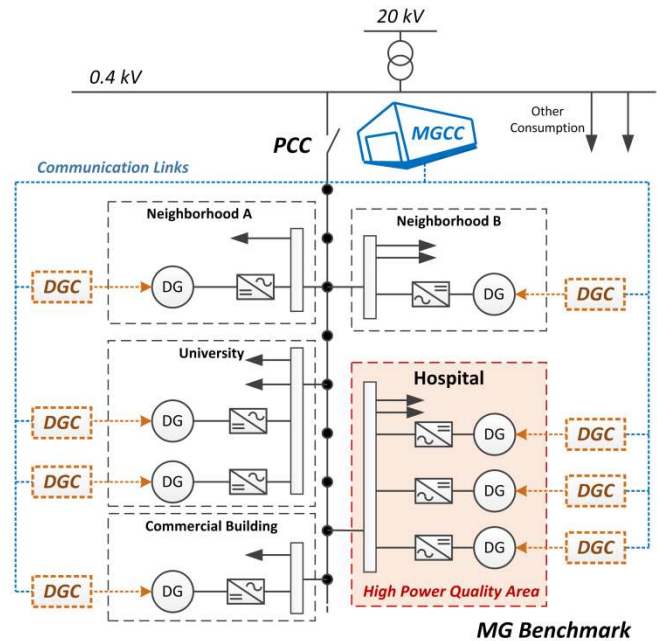 20 kV
0.4 kV
PCC
MGCC
Other
Consumption
Communication Links
Neighborhood A
DGC
DG
Neighborhood B
DG
DGC
University
DGC
DG
DGC
DG
Commercial Building
DGC
DG
Hospital
DG
DGC
DG
DGC
DG
DGC
High Power Quality Area
MG Benchmark